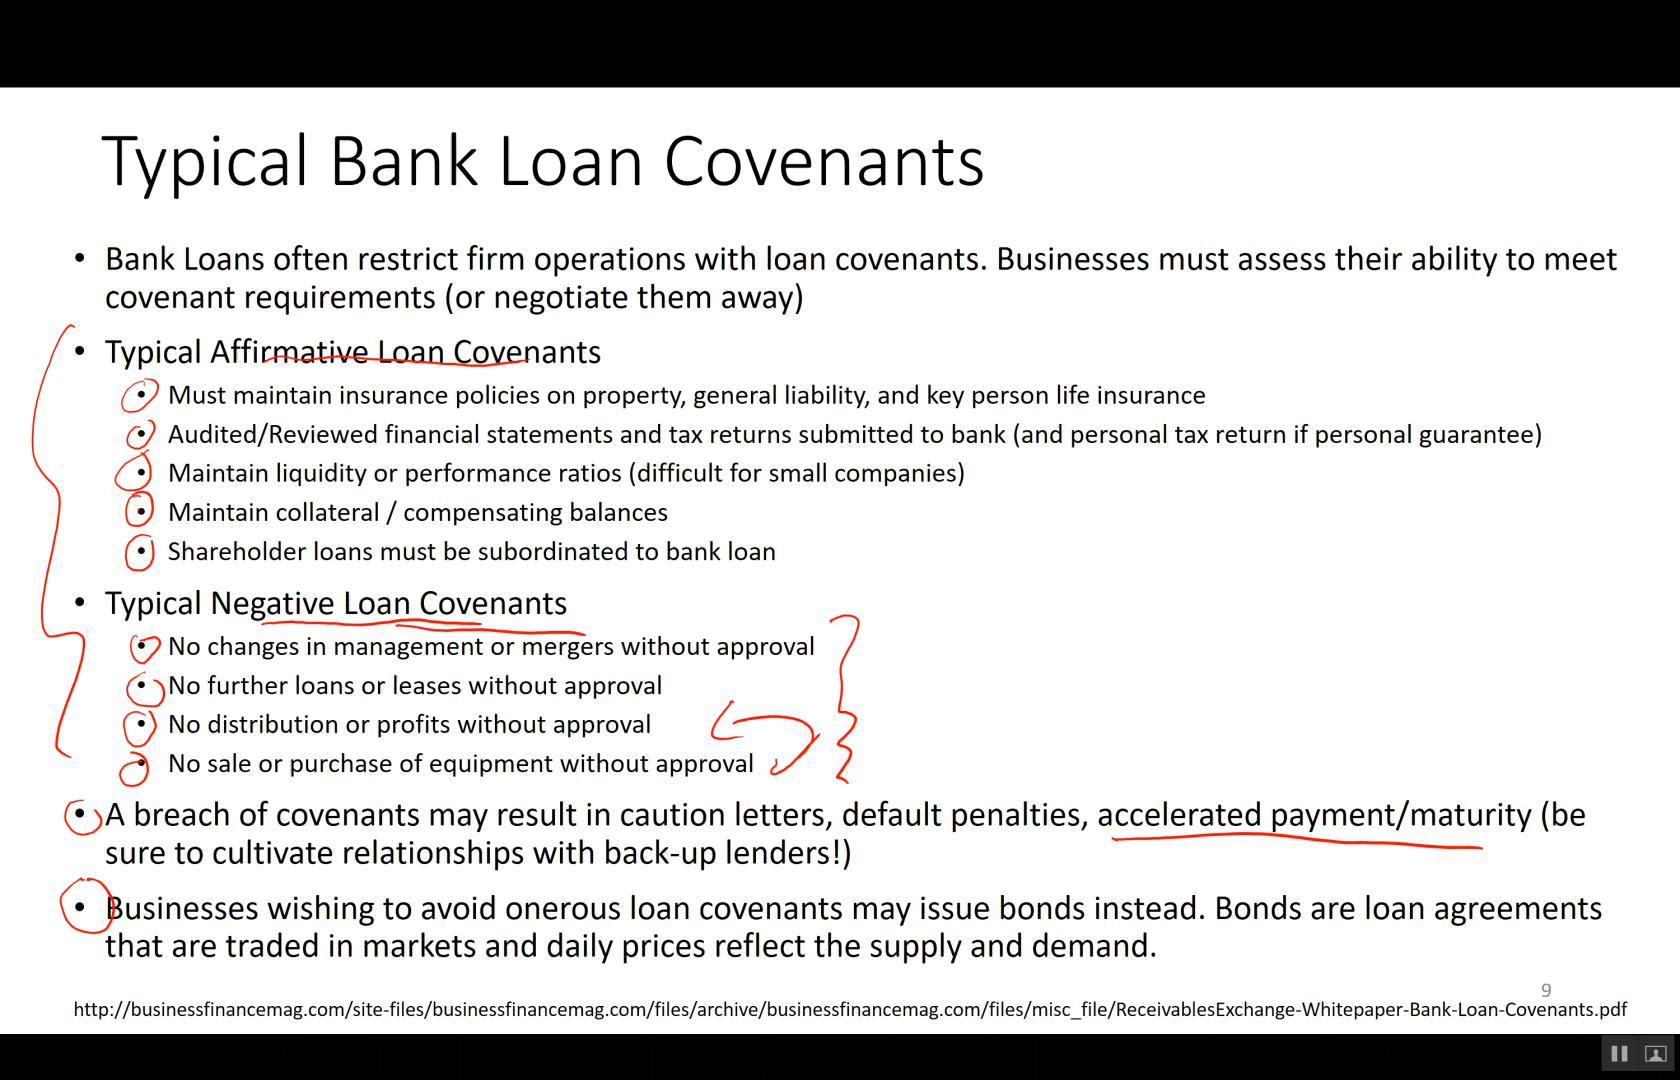 Typical Bank Loan Covenants
• Bank Loans often restrict firm operations with loan covenants. Businesses must assess their ability to meet
covenant requirements (or negotiate them away)
• Typical Affirmative Loan Covenants
• Must maintain insurance policies on property, general liability, and key person life insurance
• Audited/Reviewed financial statements and tax returns submitted to bank (and personal tax return if personal guarantee)
• Maintain liquidity or performance ratios (difficult for small companies)
• Maintain collateral / compensating balances
• Shareholder loans must be subordinated to bank loan
• Typical Negative Loan Covenants
• No changes in management or mergers without approval
• No further loans or leases without approval
• No distribution or profits without approval
• No sale or purchase of equipment without approval
• A breach of covenants may result in caution letters, default penalties, accelerated payment/maturity (be
sure to cultivate relationships with back-up lenders!)
• Businesses wishing to avoid onerous loan covenants may issue bonds instead. Bonds are loan agreements
that are traded in markets and daily prices reflect the supply and demand.
9
http://businessfinancemag.com/site-files/businessfinancemag.com/files/archive/businessfinancemag.com/files/misc_file/ReceivablesExchange-Whitepaper-Bank-Loan-Covenants.pdf